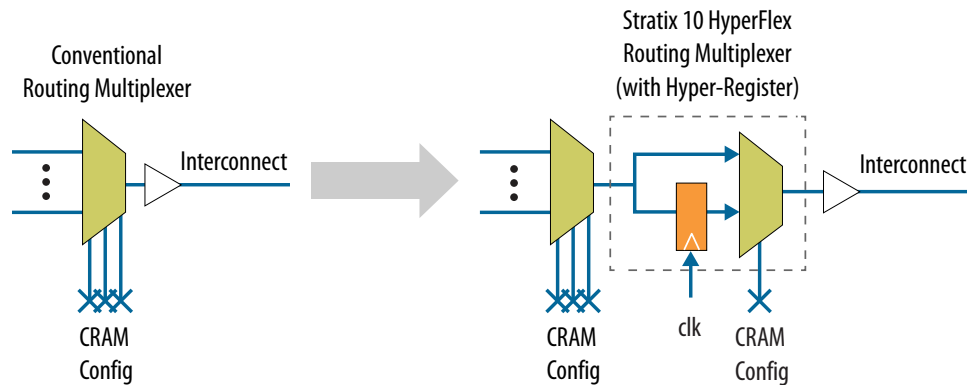 Conventional
Routing Multiplexer
Interconnect
CRAM
Config
Stratix 10 HyperFlex
Routing Multiplexer
(with Hyper-Register)
Interconnect
CRAM
Config
clk
CRAM
Config